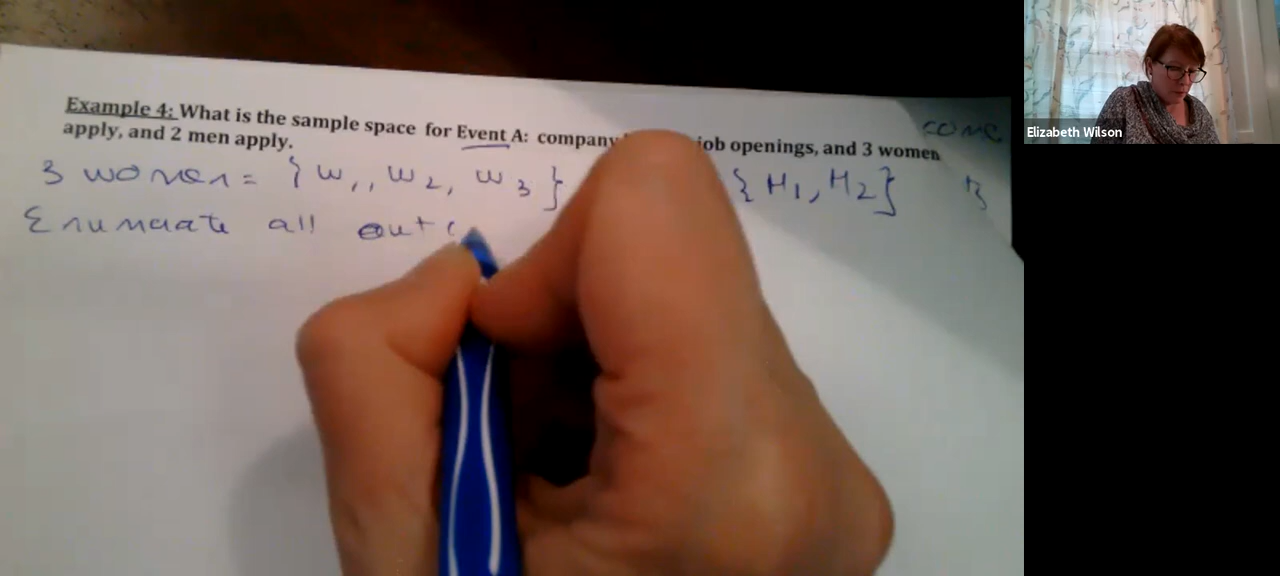 come
Example 4: What is the sample space for Event A: company job openings, and 3 women
apply, and 2 men apply.
3 women = {W1, W2, W3} {M1, M2}
Enumerate all out
Elizabeth Wilson